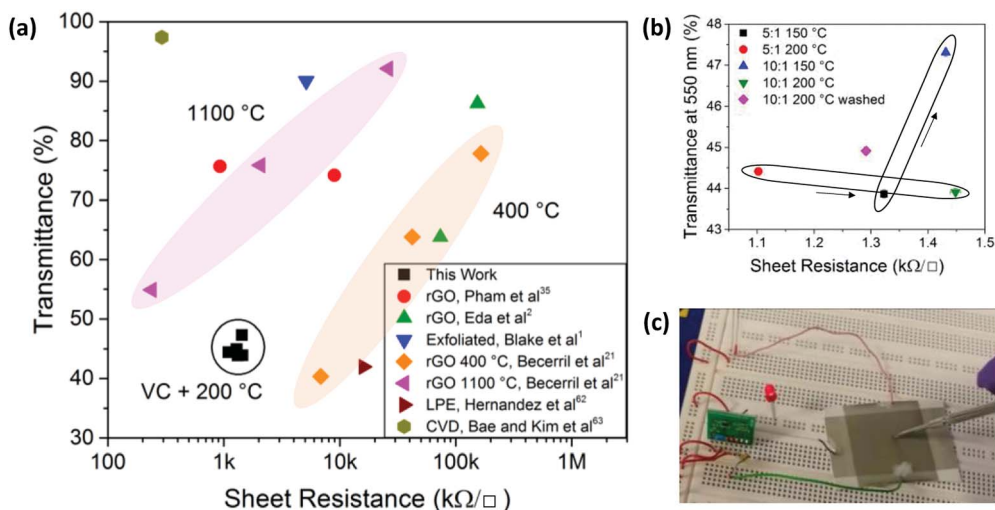 (a)
100
90
80
70
60
50
40
30
Transmittance (%)
1100 °C
400 °C
VC + 200 °C
This Work
rGO, Pham et al³⁵
rGO, Eda et al²
Exfoliated, Blake et al¹
rGO 400 °C, Becerril et al²¹
rGO 1100 °C, Becerril et al²¹
LPE, Hernandez et al⁶²
CVD, Bae and Kim et al⁶³
100 1k 10k 100k 1M
Sheet Resistance (kΩ/□)
(b)
48
47
46
45
44
43
Transmittance at 550 nm (%)
5:1 150 °C
5:1 200 °C
10:1 150 °C
10:1 200 °C
10:1 200 °C washed
1.1 1.2 1.3 1.4 1.5
Sheet Resistance (kΩ/□)
(c)